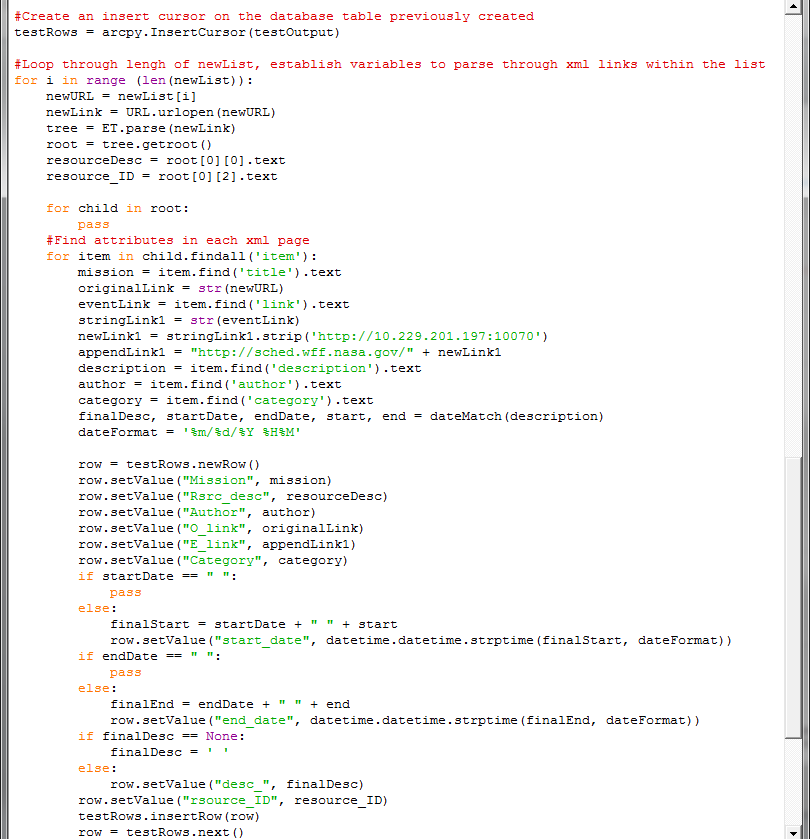 #Create an insert cursor on the database table previously created
testRows = arcpy.InsertCursor(testOutput)
#Loop through lengh of newList, establish variables to parse through xml links within the list
for i in range (len(newList)):
    newURL = newList[i]
    newLink = URL.urlopen(newURL)
    tree = ET.parse(newLink)
    root = tree.getroot()
    resourceDesc = root[0][0].text
    resource_ID = root[0][2].text
    for child in root:
        pass
    #Find attributes in each xml page
    for item in child.findall('item'):
        mission = item.find('title').text
        originalLink = str(newURL)
        eventLink = item.find('link').text
        stringLink1 = str(eventLink)
        newLink1 = stringLink1.strip('http://10.229.201.197:10070')
        appendLink1 = "http://sched.wff.nasa.gov/" + newLink1
        description = item.find('description').text
        author = item.find('author').text
        category = item.find('category').text
        finalDesc, startDate, endDate, start, end = dateMatch(description)
        dateFormat = '%m/%d/%Y %H%M'
        row = testRows.newRow()
        row.setValue("Mission", mission)
        row.setValue("Rsrc_desc", resourceDesc)
        row.setValue("Author", author)
        row.setValue("O_link", originalLink)
        row.setValue("E_link", appendLink1)
        row.setValue("Category", category)
        if startDate == " ":
            pass
        else:
            finalStart = startDate + " " + start
            row.setValue("start_date", datetime.datetime.strptime(finalStart, dateFormat))
        if endDate == " ":
            pass
        else:
            finalEnd = endDate + " " + end
            row.setValue("end_date", datetime.datetime.strptime(finalEnd, dateFormat))
        if finalDesc == None:
            finalDesc = ' '
        else:
            row.setValue("desc_", finalDesc)
        row.setValue("rsource_ID", resource_ID)
        testRows.insertRow(row)
        row = testRows.next()